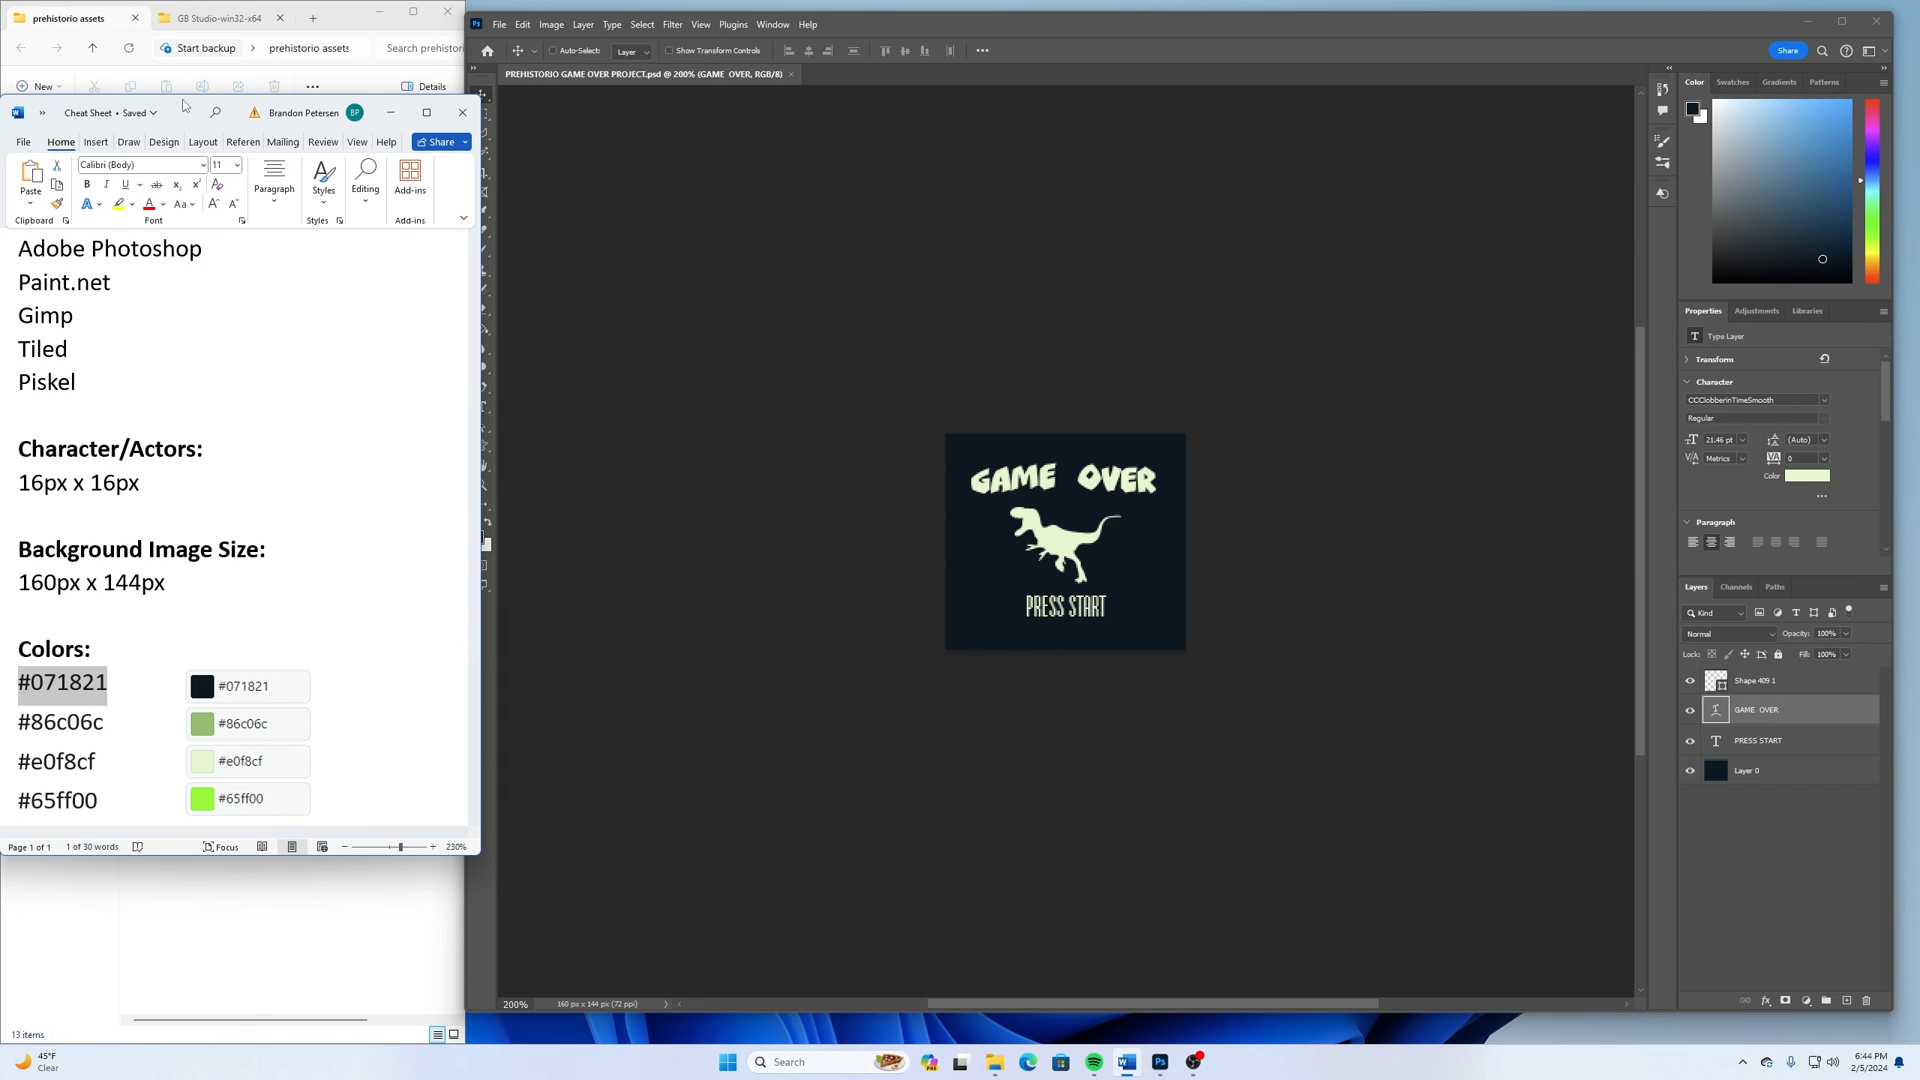 prehistorio assets
GB Studio-win32-x64
Start backup
prehistorio assets
Search prehistori
New
Details
Cheat Sheet • Saved
Brandon Petersen
BP
File Home Insert Draw Design Layout Referen Mailing Review View Help
Share
Calibri (Body)
11
Paste
Paragraph
Styles
Editing
Add-ins
Clipboard
Font
Styles
Add-ins
Adobe Photoshop
Paint.net
Gimp
Tiled
Piskel
Character/Actors:
16px x 16px
Background Image Size:
160px x 144px
Colors:
#071821
#86c06c
#e0f8cf
#65ff00
#071821
#86c06c
#e0f8cf
#65ff00
Page 1 of 1
1 of 30 words
Focus
230%
13 items
Ps
File Edit Image Layer Type Select Filter View Plugins Window Help
Auto-Select:
Layer
Show Transform Controls
Share
PREHISTORIO GAME OVER PROJECT.psd @ 200% (GAME OVER, RGB/8)
GAME OVER
PRESS START
200%
160 px x 144 px (72 ppi)
Color Swatches Gradients Patterns
Properties Adjustments Libraries
Type Layer
Transform
Character
CCClobberinTimeSmooth
Regular
21.46 pt
(Auto)
Metrics
0
Color
Paragraph
Layers Channels Paths
Kind
Normal
Opacity: 100%
Lock:
Fill: 100%
Shape 409 1
GAME OVER
PRESS START
Layer 0
45°F
Clear
Search
6:44 PM
2/5/2024